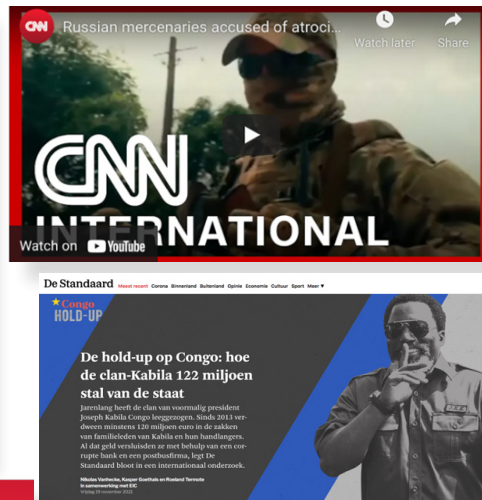 CNN
Russian mercenaries accused of atroci...
Watch later
Share
CNN
INTERNATIONAL
Watch on YouTube
De Standaard
Meest recent Corona Binnenland Buitenland Opinie Economie Cultuur Sport Meer ▼
Congo
HOLD-UP
De hold-up op Congo: hoe
de clan-Kabila 122 miljoen
stal van de staat
Jarenlang heeft de clan van voormalig president
Joseph Kabila Congo leeggezogen. Sinds 2013 ver-
dween minstens 120 miljoen euro in de zakken
van familieleden van Kabila en hun handlangers.
Al dat geld versluisden ze met behulp van een cor-
rupte bank en een postbusfirma, legt De
Standaard bloot in een internationaal onderzoek.
Nikolas Vanhecke, Kasper Goethals en Roeland Termote
in samenwerking met EIC
Vrijdag 19 november 2021